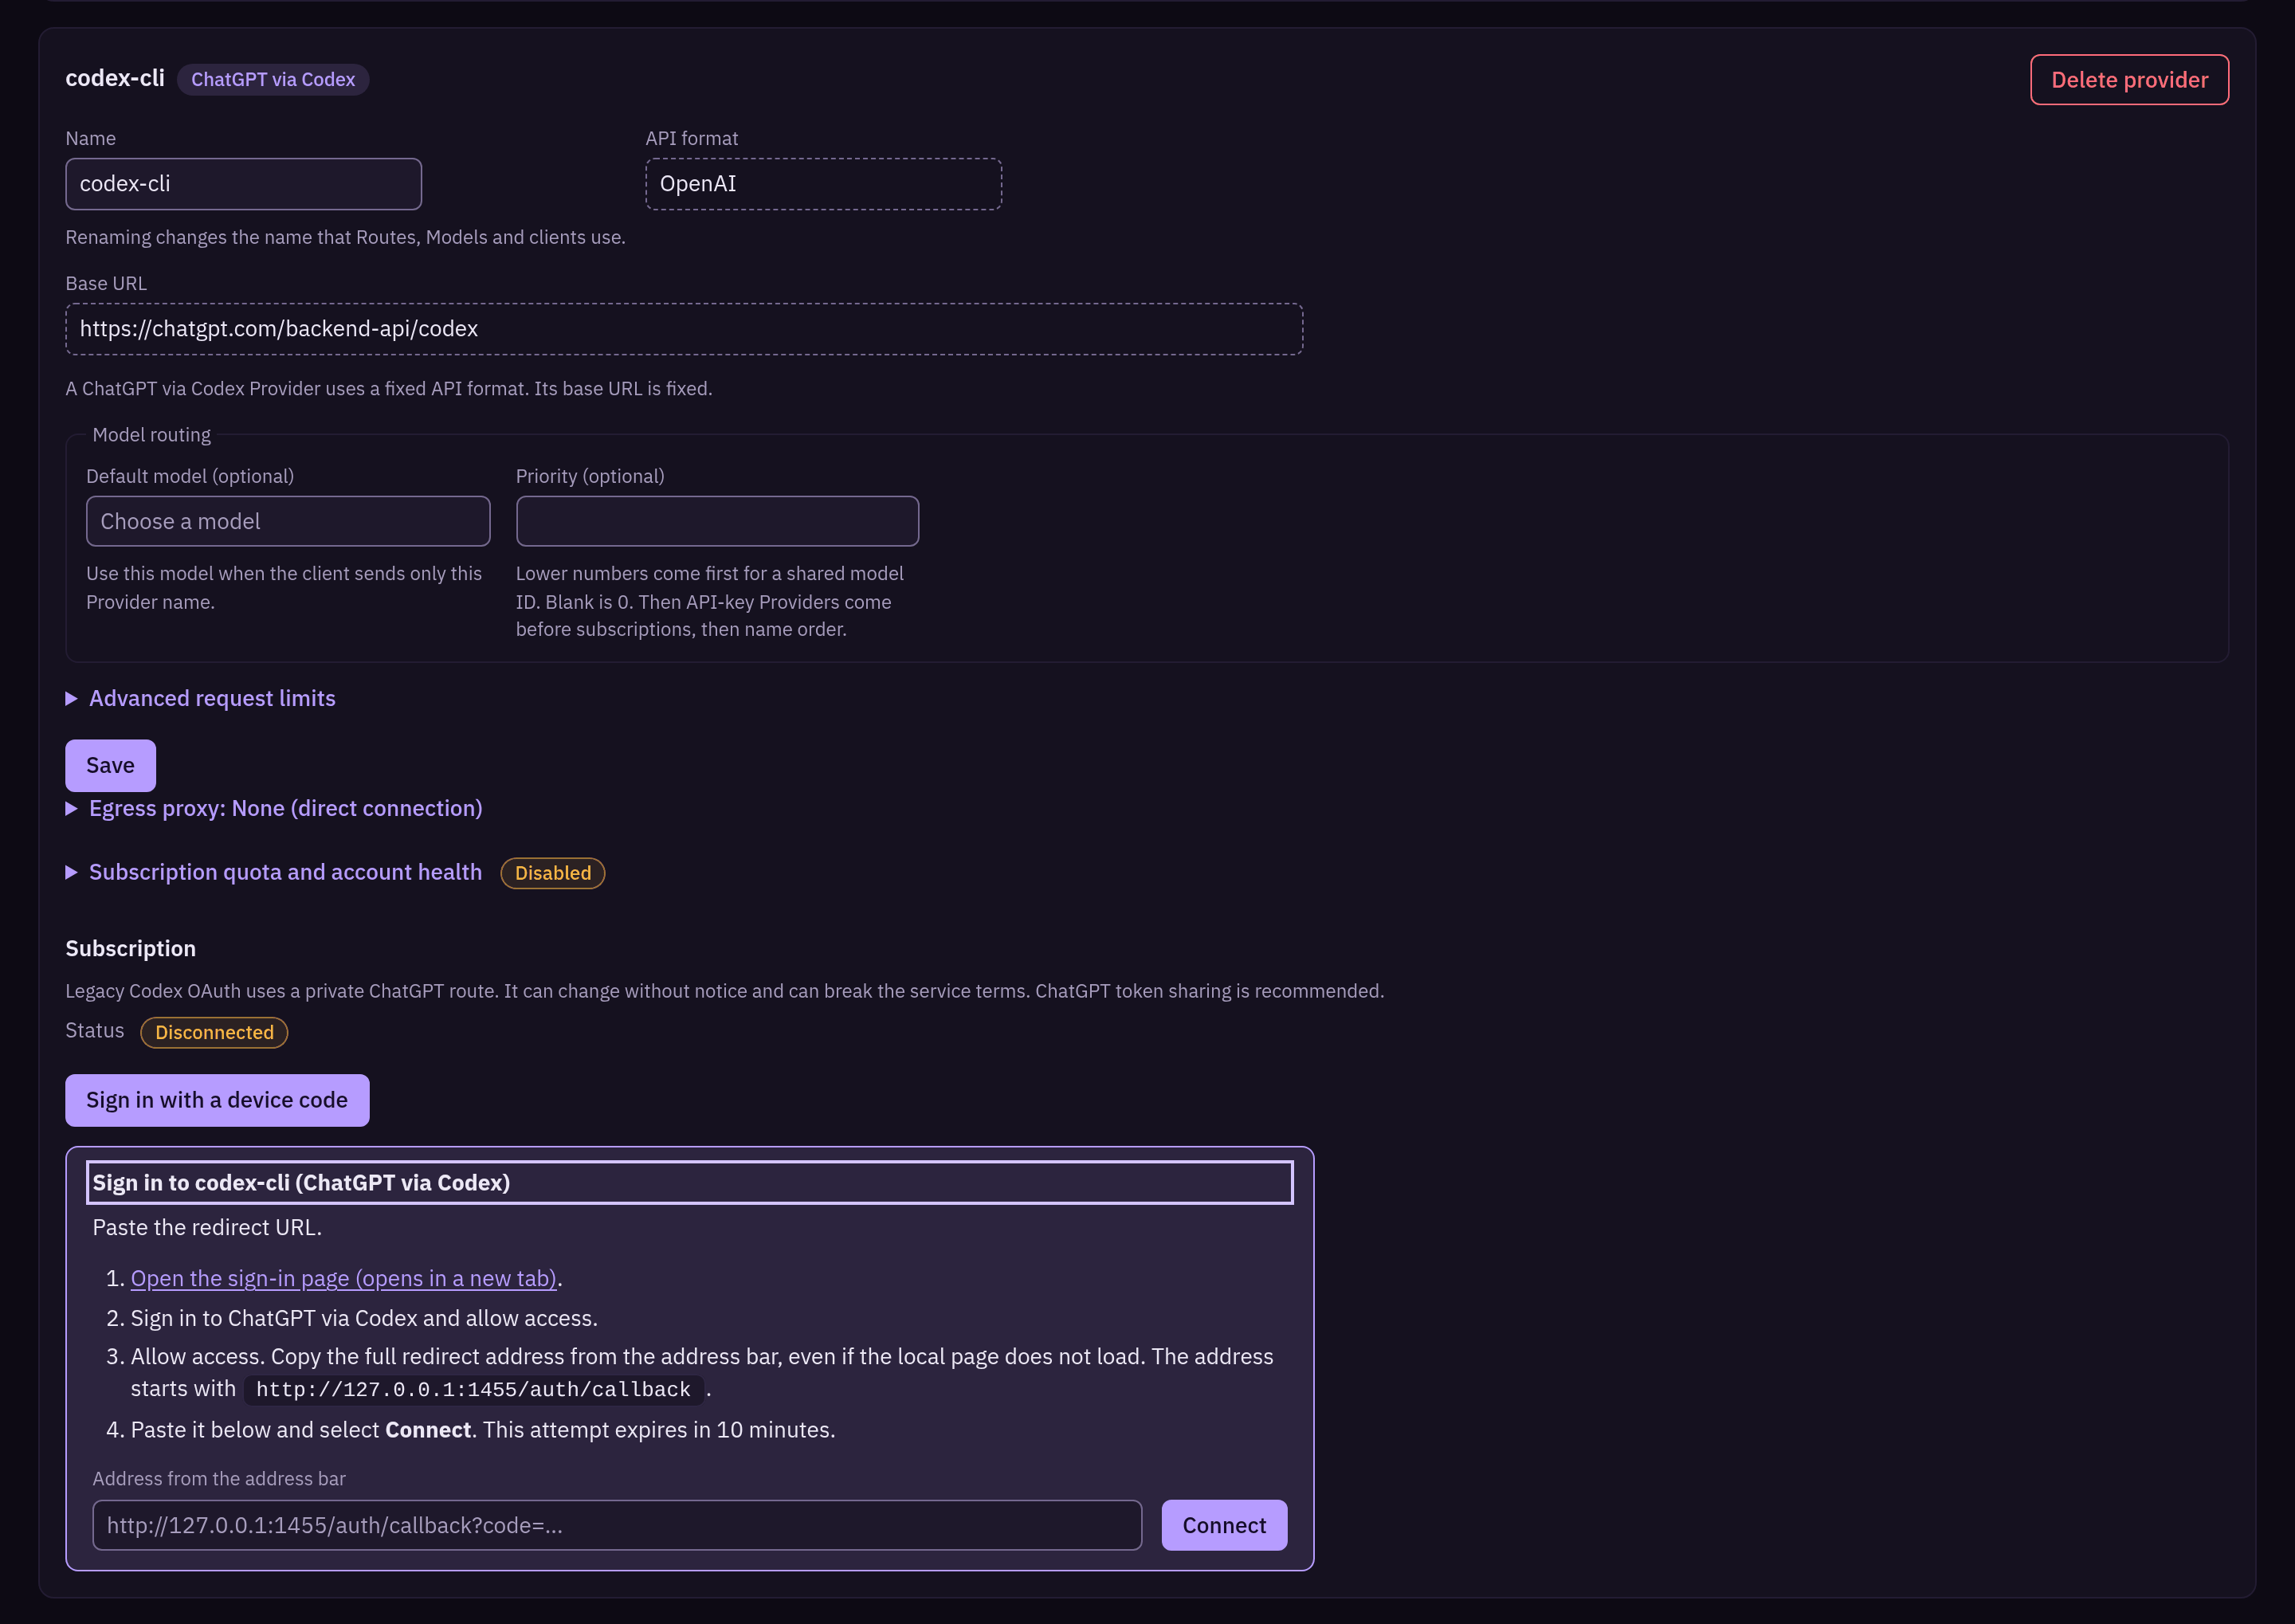 codex-cli ChatGPT via Codex Delete provider
Name API format
codex-cli OpenAI
Renaming changes the name that Routes, Models and clients use.
Base URL
https://chatgpt.com/backend-api/codex
A ChatGPT via Codex Provider uses a fixed API format. Its base URL is fixed.
Model routing
Default model (optional) Priority (optional)
Choose a model
Use this model when the client sends only this
Provider name.
Lower numbers come first for a shared model
ID. Blank is 0. Then API-key Providers come
before subscriptions, then name order.
Advanced request limits
Save
Egress proxy: None (direct connection)
Subscription quota and account health Disabled
Subscription
Legacy Codex OAuth uses a private ChatGPT route. It can change without notice and can break the service terms. ChatGPT token sharing is recommended.
Status Disconnected
Sign in with a device code
Sign in to codex-cli (ChatGPT via Codex)
Paste the redirect URL.
1. Open the sign-in page (opens in a new tab).
2. Sign in to ChatGPT via Codex and allow access.
3. Allow access. Copy the full redirect address from the address bar, even if the local page does not load. The address
starts with http://127.0.0.1:1455/auth/callback .
4. Paste it below and select Connect. This attempt expires in 10 minutes.
Address from the address bar
http://127.0.0.1:1455/auth/callback?code=... Connect